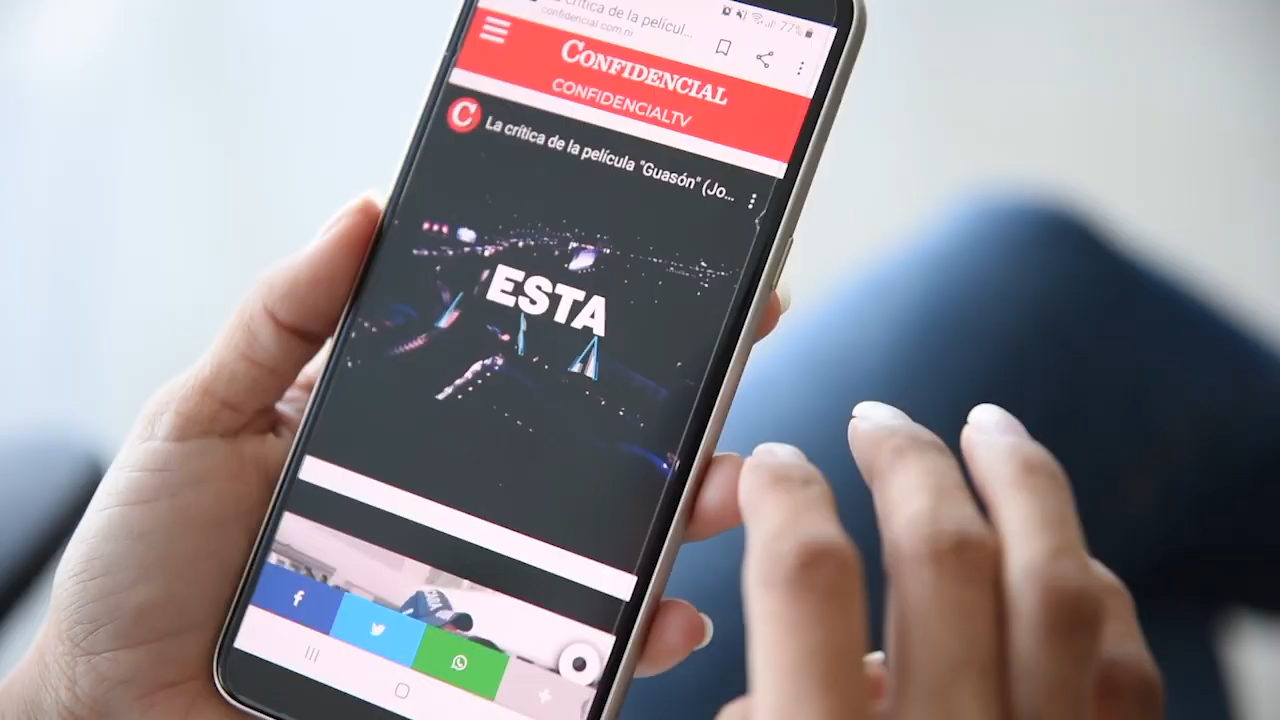 La crítica de la películ...
confidencial.com.ni
77%
CONFIDENCIAL
CONFIDENCIALTV
C
La crítica de la película "Guasón" (Jo...
ESTA
f